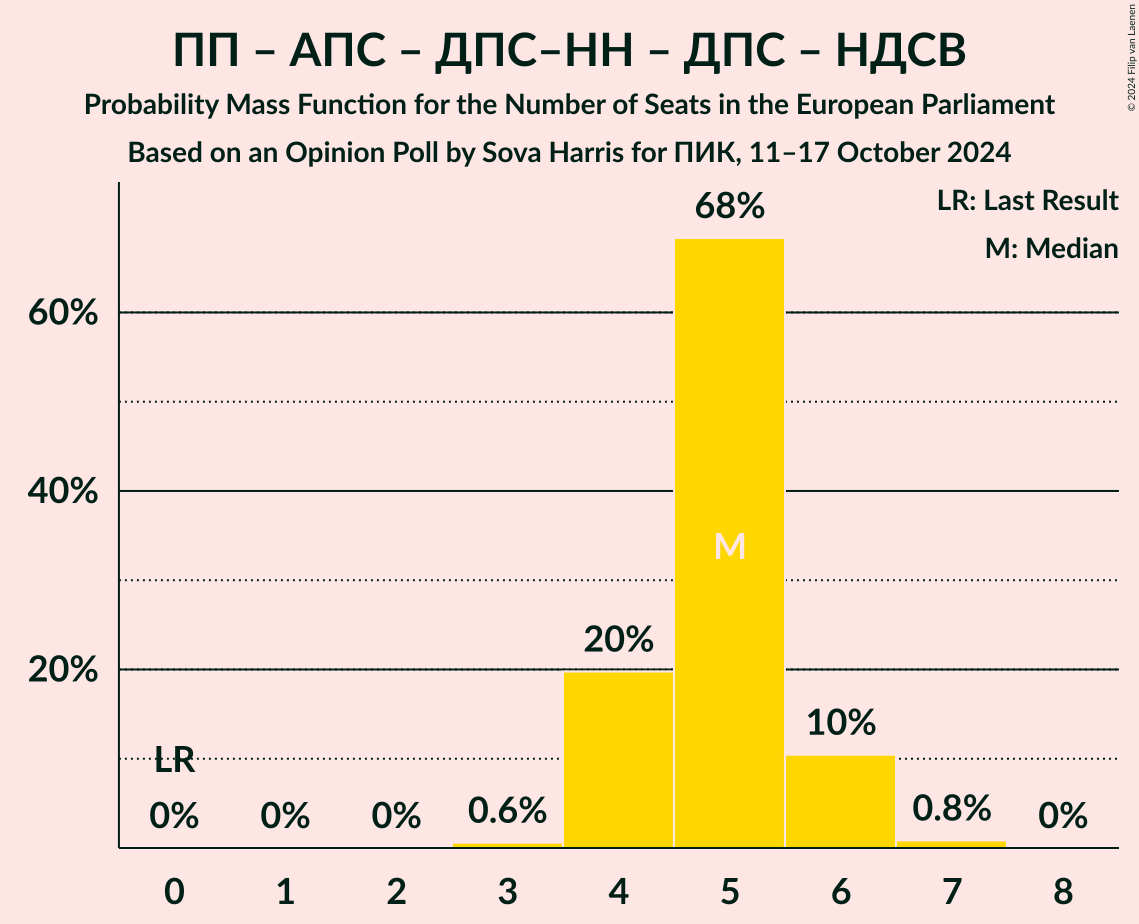 ПП – АПС – ДПС–НН – ДПС – НДСВ
Probability Mass Function for the Number of Seats in the European Parliament
Based on an Opinion Poll by Sova Harris for ПИК, 11–17 October 2024
© 2024 Filip van Laenen
LR: Last Result
M: Median
68%
60%
40%
M
20%
20%
10%
LR
0%
0%
0%
0.6%
0.8%
0%
0 1 2 3 4 5 6 7 8